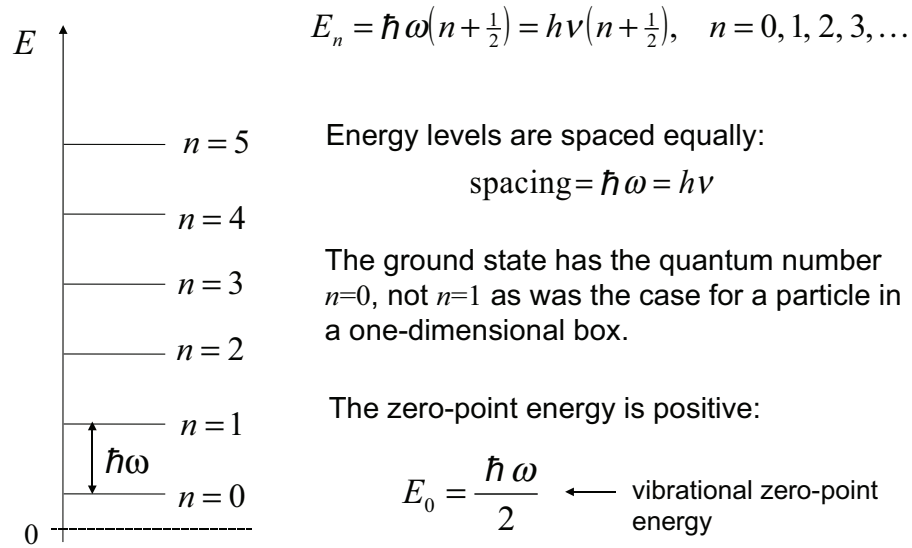 E
Eₙ = ℏω(n + ½) = hν(n + ½),   n = 0, 1, 2, 3, …
n = 5
n = 4
n = 3
n = 2
n = 1
ℏω
n = 0
0
Energy levels are spaced equally:
spacing = ℏω = hν
The ground state has the quantum number
n=0, not n=1 as was the case for a particle in
a one-dimensional box.
The zero-point energy is positive:
E₀ = ℏω / 2 ← vibrational zero-point
energy